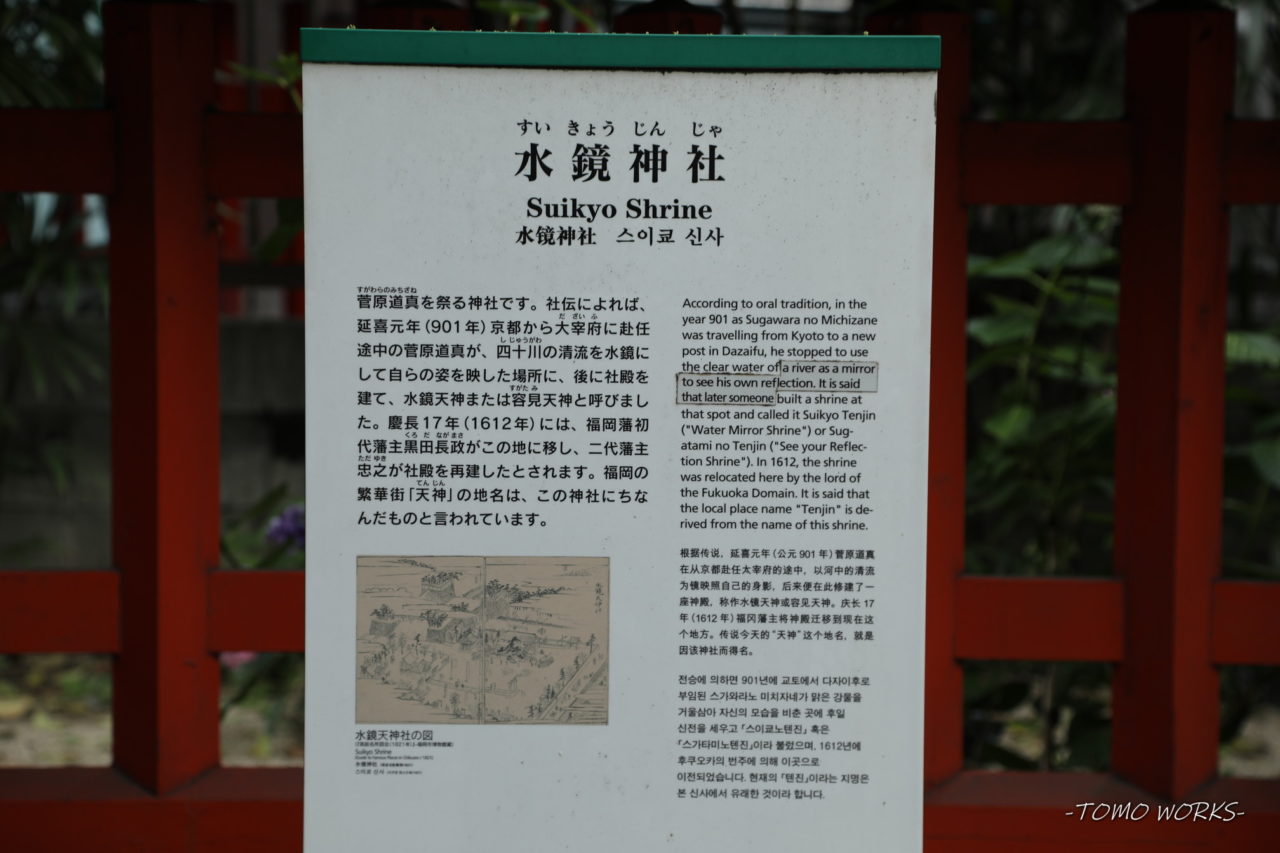 すい きょう じん じゃ
水鏡神社
Suikyo Shrine
水镜神社 스이쿄 신사
すがわらのみちざね
菅原道真を祭る神社です。社伝によれば、
だ ざい ふ
延喜元年(901年)京都から大宰府に赴任
し じゅうがわ
途中の菅原道真が、四十川の清流を水鏡に
して自らの姿を映した場所に、後に社殿を
すがた み
建て、水鏡天神または容見天神と呼びまし
た。慶長17年(1612年)には、福岡藩初
くろ だ ながまさ
代藩主黒田長政がこの地に移し、二代藩主
ただ ゆき
忠之が社殿を再建したとされます。福岡の
てん じん
繁華街「天神」の地名は、この神社にちな
んだものと言われています。
水鏡天神社の図
Suikyo Shrine
水镜神社
스이쿄 신사
According to oral tradition, in the
year 901 as Sugawara no Michizane
was travelling from Kyoto to a new
post in Dazaifu, he stopped to use
the clear water of a river as a mirror
to see his own reflection. It is said
that later someone built a shrine at
that spot and called it Suikyo Tenjin
("Water Mirror Shrine") or Sug-
atami no Tenjin ("See your Reflec-
tion Shrine"). In 1612, the shrine
was relocated here by the lord of
the Fukuoka Domain. It is said that
the local place name "Tenjin" is de-
rived from the name of this shrine.
根据传说，延喜元年（公元901年）菅原道真
在从京都赴任太宰府的途中，以河中的清流
为镜映照自己的身影，后来便在此修建了一
座神殿，称作水镜天神或容见天神。庆长17
年（1612年）福冈藩主将神殿迁移到现在这
个地方。传说今天的"天神"这个地名，就是
因该神社而得名。
전승에 의하면 901년에 교토에서 다자이후로
부임된 스가와라노 미치자네가 맑은 강물을
거울삼아 자신의 모습을 비춘 곳에 후일
신전을 세우고 「스이쿄노텐진」 혹은
「스가타미노텐진」이라 불렀으며, 1612년에
후쿠오카의 번주에 의해 이곳으로
이전되었습니다. 현재의 「텐진」이라는 지명은
본 신사에서 유래한 것이라 합니다.
-TOMO WORKS-